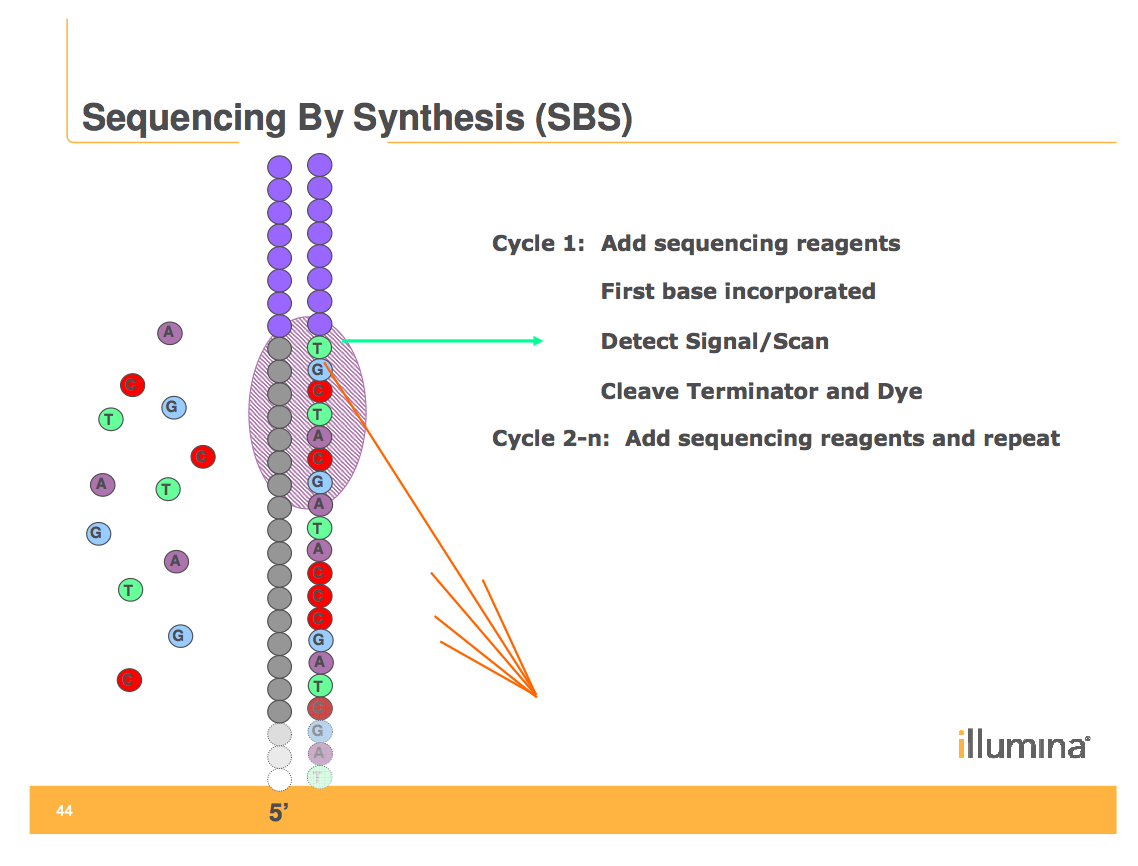 Sequencing By Synthesis (SBS)
Cycle 1: Add sequencing reagents
First base incorporated
Detect Signal/Scan
Cleave Terminator and Dye
Cycle 2-n: Add sequencing reagents and repeat
A
C
G
T
C
A
T
G
A
T
G
C
T
G
C
T
A
C
G
A
T
A
C
C
C
G
A
T
C
G
A
T
illumina®
44
5’